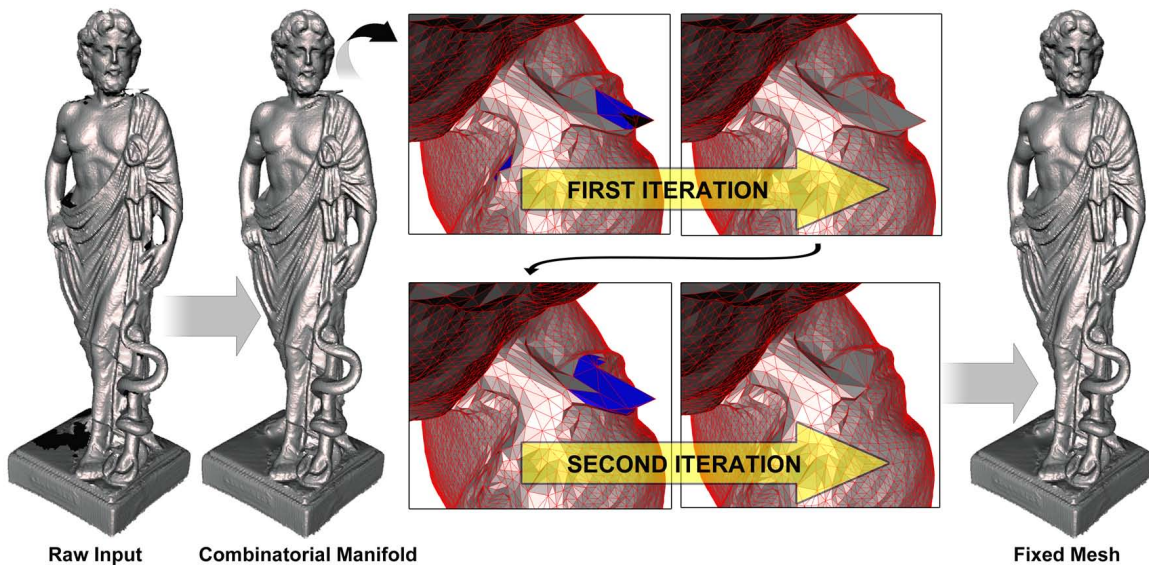 FIRST ITERATION
SECOND ITERATION
Raw Input
Combinatorial Manifold
Fixed Mesh